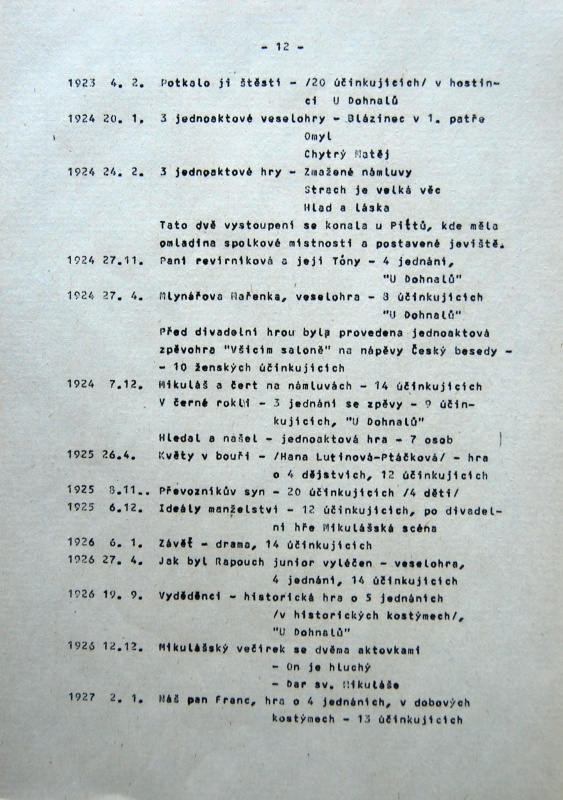 - 12 -
1923 4. 2. Potkalo ji štěstí - /20 účinkujících/ v hostin-
ci U Dohnalů
1924 20. 1. 3 jednoaktové veselohry - Blázinec v 1. patře
Omyl
Chytrý Matěj
1924 24. 2. 3 jednoaktové hry - Zmařené námluvy
Strach je velká věc
Hlad a láska
Tato dvě vystoupení se konala u Pittů, kde měla
omladina spolkové místnosti a postavené jeviště.
1924 27.11. Paní revírníková a její Tóny - 4 jednání,
"U Dohnalů"
1924 27. 4. Mlynářova Mařenka, veselohra - 8 účinkujících
"U Dohnalů"
Před divadelní hrou byla provedena jednoaktová
zpěvohra "Všicím saloně" na nápěvy Český besedy -
- 10 ženských účinkujících
1924 7.12. Mikuláš a čert na námluvách - 14 účinkujících
V černé rokli - 3 jednání se zpěvy - 9 účin-
kujících, "U Dohnalů"
Hledal a našel - jednoaktová hra - 7 osob
1925 26.4. Květy v bouři - /Hana Lutinová-Ptáčková/ - hra
o 4 dějstvích, 12 účinkujících
1925 8.11.. Převozníkův syn - 20 účinkujících /4 děti/
1925 6.12. Ideály manželství - 12 účinkujících, po divadel-
ní hře Mikulášská scéna
1926 6. 1. Závěť - drama, 14 účinkujících
1926 27. 4. Jak byl Rapouch junior vyléčen - veselohra,
4 jednání, 14 účinkujících
1926 19. 9. Vyděděnci - historická hra o 5 jednáních
/v historických kostýmech/,
"U Dohnalů"
1926 12.12. Mikulášský večírek se dvěma aktovkami
- On je hluchý
- Dar sv. Mikuláše
1927 2. 1. Náš pan Franc, hra o 4 jednáních, v dobových
kostýmech - 13 účinkujících